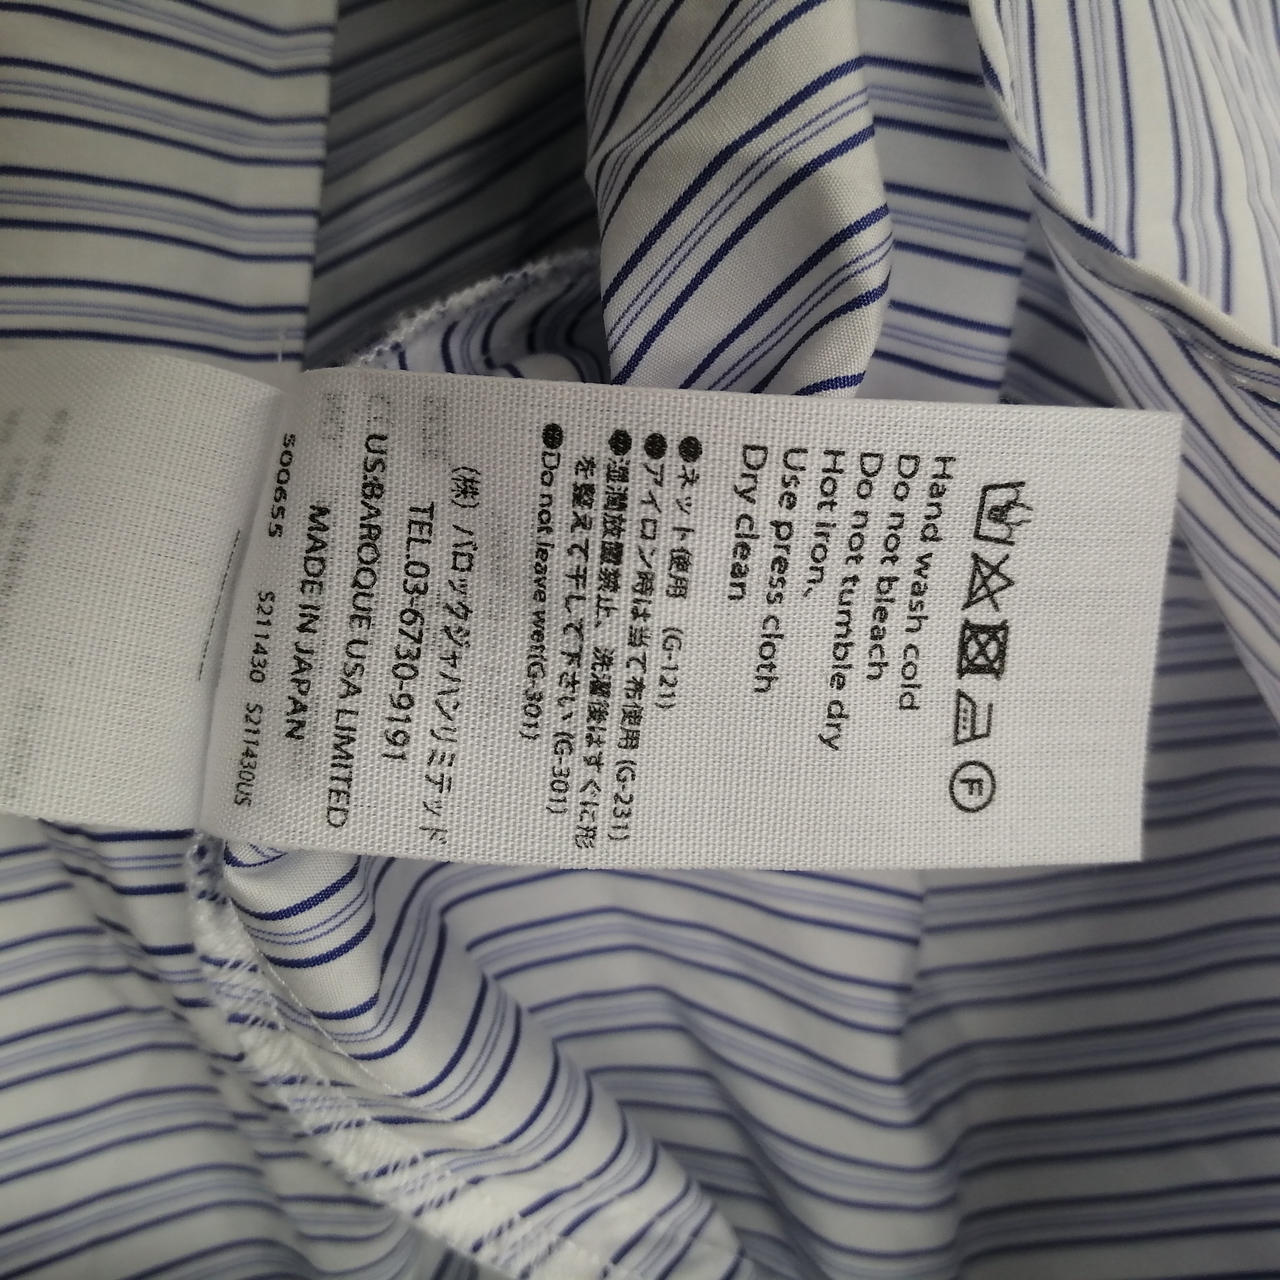 F
Hand wash cold
Do not bleach
Do not tumble dry
Hot iron、
Use press cloth
Dry clean
●ネット使用 (G-121)
●アイロン時は当て布使用 (G-231)
●湿潤放置禁止、洗濯後はすぐに形
を整えて干して下さい (G-301)
●Do not leave wet(G-301)
(株) バロックジャパンリミテッド
TEL.03-6730-9191
US:BAROQUE USA LIMITED
MADE IN JAPAN
500655 S211430 S211430US